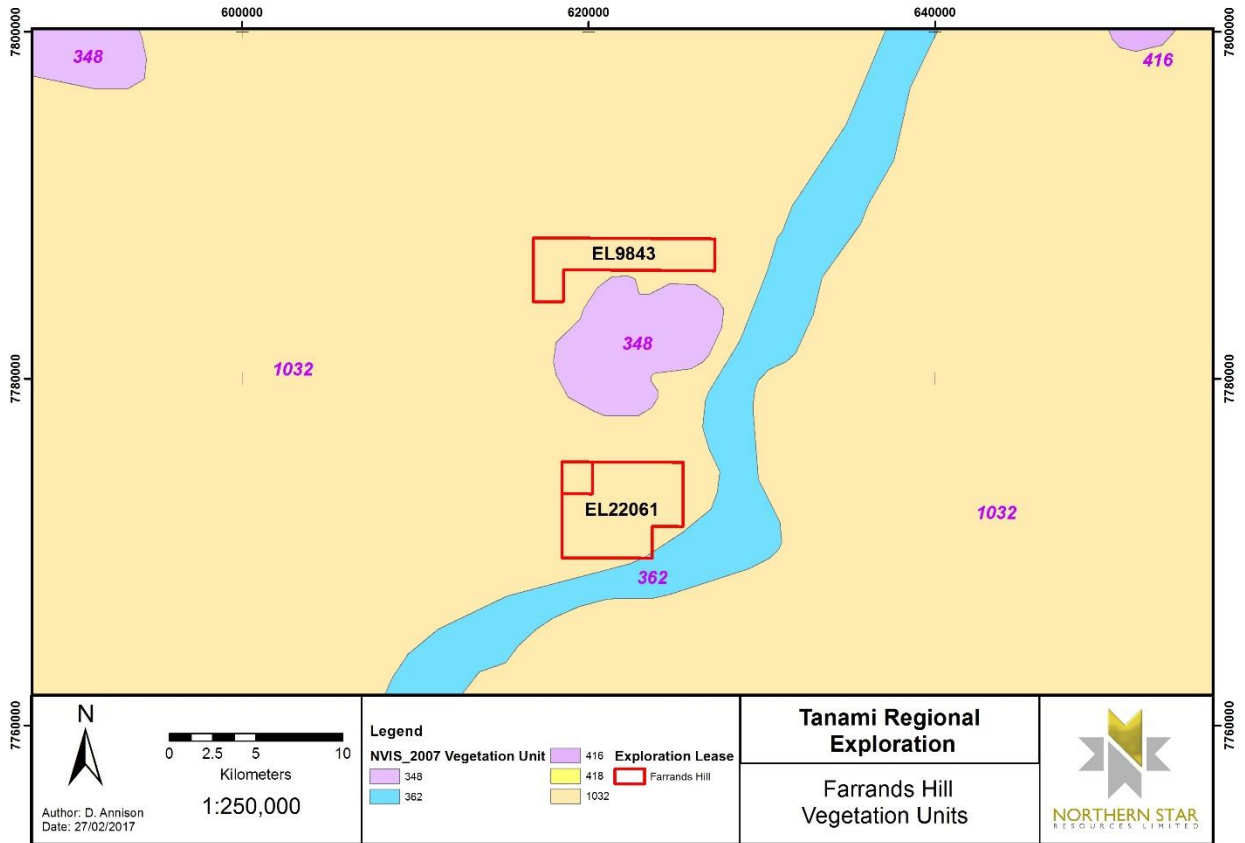 600000
620000
640000
7800000
7800000
348
416
EL9843
348
1032
7780000
7780000
EL22061
1032
362
7760000
7760000
N
0 2.5 5 10
Kilometers
1:250,000
Author: D. Annison
Date: 27/02/2017
Legend
NVIS_2007 Vegetation Unit
348
362
416
418
1032
Exploration Lease
Farrands Hill
Tanami Regional
Exploration
Farrands Hill
Vegetation Units
NORTHERN STAR
RESOURCES LIMITED